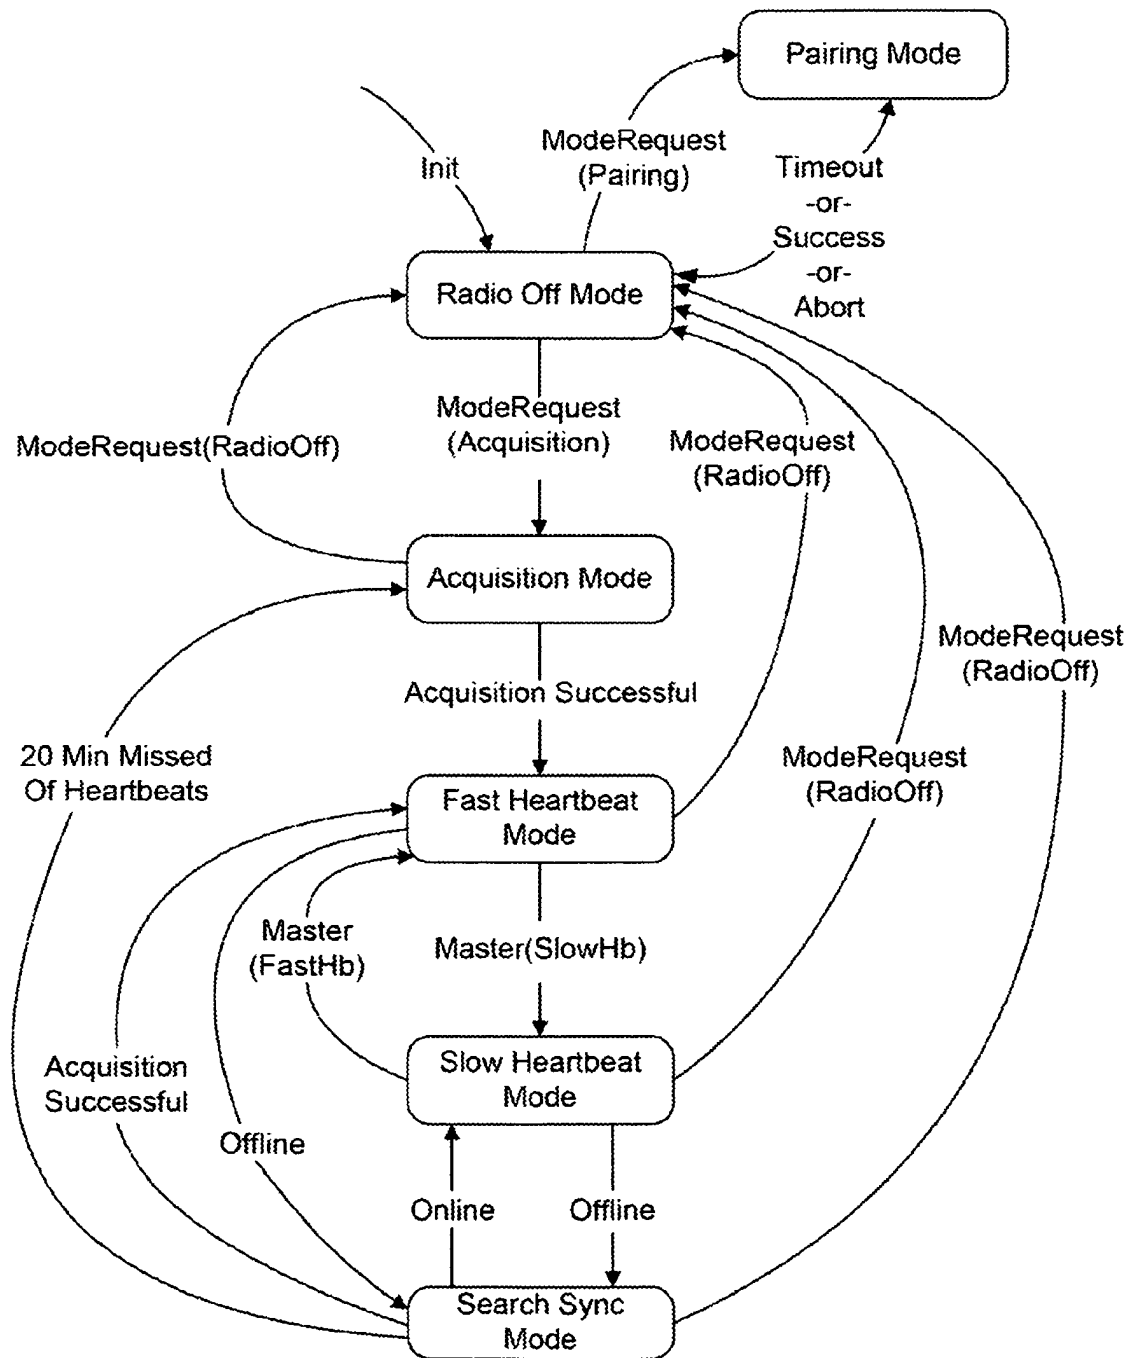 Pairing Mode
ModeRequest
(Pairing)
Init
Timeout
-or-
Success
-or-
Abort
Radio Off Mode
ModeRequest
(Acquisition)
ModeRequest(RadioOff)
ModeRequest
(RadioOff)
Acquisition Mode
ModeRequest
(RadioOff)
Acquisition Successful
20 Min Missed
Of Heartbeats
ModeRequest
(RadioOff)
Fast Heartbeat
Mode
Master
(FastHb)
Master(SlowHb)
Slow Heartbeat
Mode
Acquisition
Successful
Offline
Online
Offline
Search Sync
Mode